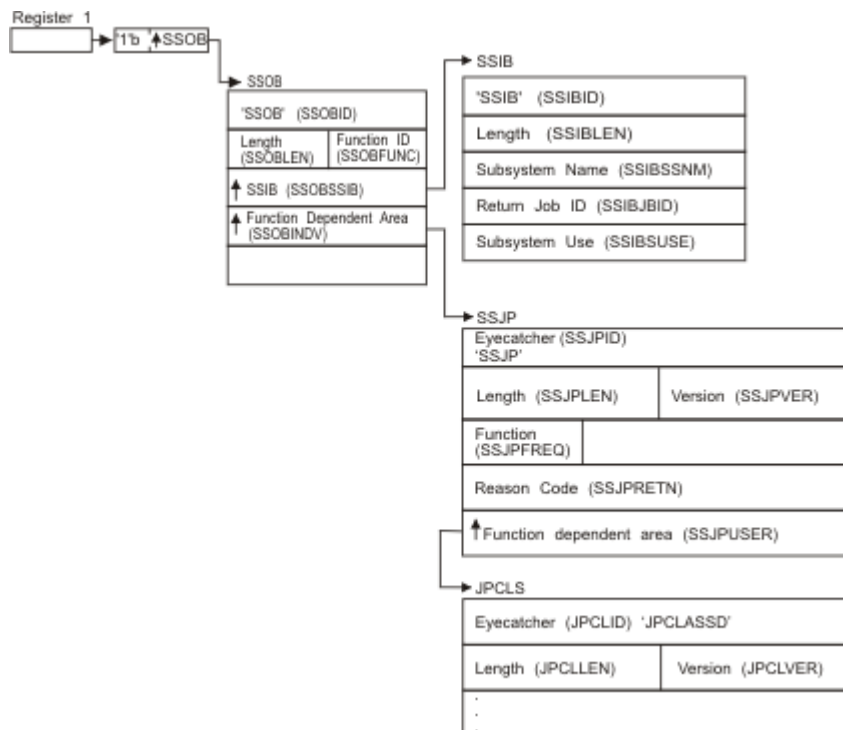 Register 1
'1'b SSOB
SSOB
'SSOB' (SSOBID)
Length
(SSOBLEN)
Function ID
(SSOBFUNC)
SSIB (SSOBSSIB)
Function Dependent Area
(SSOBINDV)
SSIB
'SSIB' (SSIBID)
Length (SSIBLEN)
Subsystem Name (SSIBSSNM)
Return Job ID (SSIBJBID)
Subsystem Use (SSIBSUSE)
SSJP
Eyecatcher (SSJPID)
'SSJP'
Length (SSJPLEN)
Version (SSJPVER)
Function
(SSJPFREQ)
Reason Code (SSJPRETN)
Function dependent area (SSJPUSER)
JPCLS
Eyecatcher (JPCLID) 'JPCLASSD'
Length (JPCLLEN)
Version (JPCLVER)
.
.
.